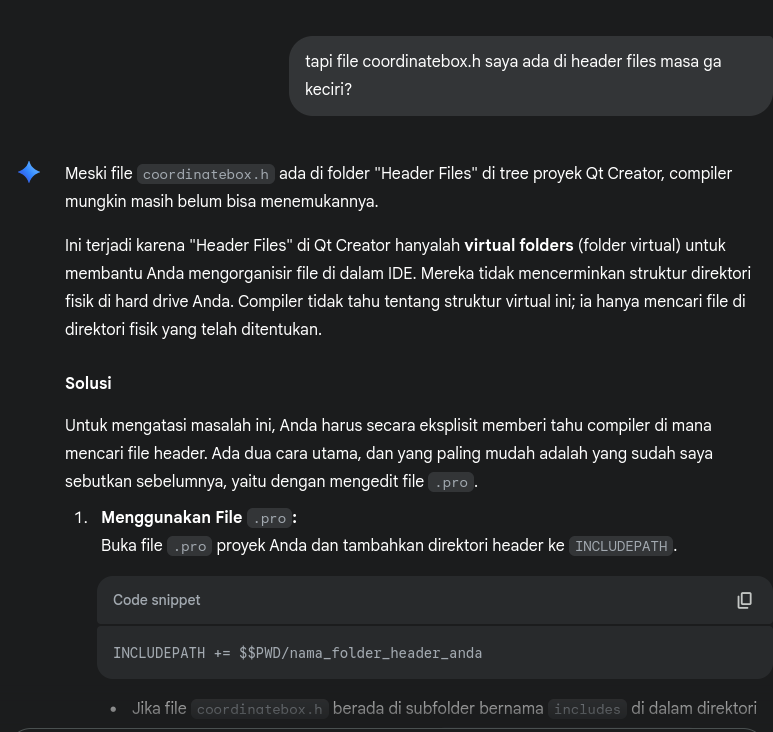 tapi file coordinatebox.h saya ada di header files masa ga
keciri?
Meski file coordinatebox.h ada di folder "Header Files" di tree proyek Qt Creator, compiler
mungkin masih belum bisa menemukannya.
Ini terjadi karena "Header Files" di Qt Creator hanyalah virtual folders (folder virtual) untuk
membantu Anda mengorganisir file di dalam IDE. Mereka tidak mencerminkan struktur direktori
fisik di hard drive Anda. Compiler tidak tahu tentang struktur virtual ini; ia hanya mencari file di
direktori fisik yang telah ditentukan.
Solusi
Untuk mengatasi masalah ini, Anda harus secara eksplisit memberi tahu compiler di mana
mencari file header. Ada dua cara utama, dan yang paling mudah adalah yang sudah saya
sebutkan sebelumnya, yaitu dengan mengedit file .pro.
1. Menggunakan File .pro:
Buka file .pro proyek Anda dan tambahkan direktori header ke INCLUDEPATH.
Code snippet
INCLUDEPATH += $$PWD/nama_folder_header_anda
• Jika file coordinatebox.h berada di subfolder bernama includes di dalam direktori